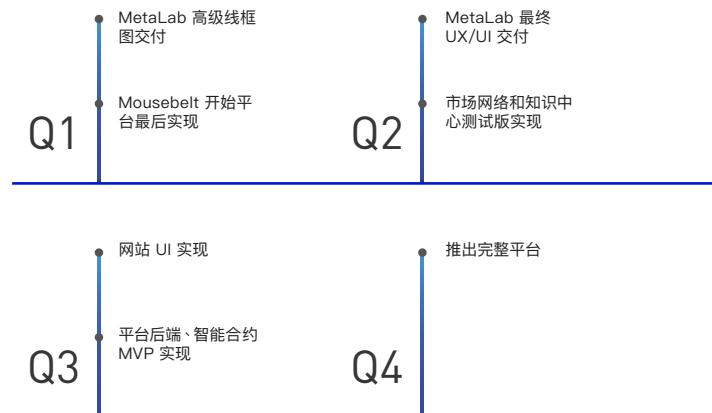 Q1
MetaLab 高级线框
图交付
Mousebelt 开始平
台最后实现
Q2
MetaLab 最终
UX/UI 交付
市场网络和知识中
心测试版实现
Q3
网站 UI 实现
平台后端、智能合约
MVP 实现
Q4
推出完整平台